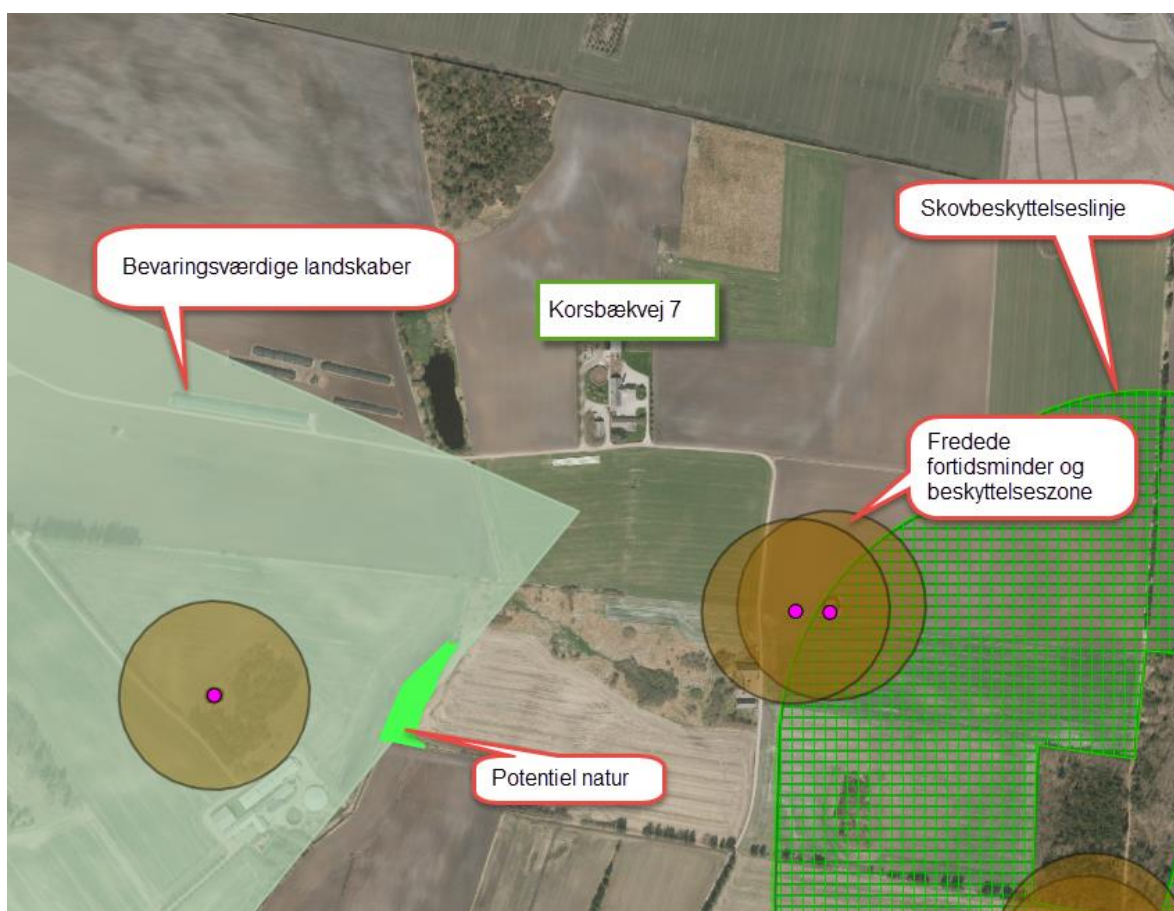 Skovbeskyttelseslinje
Bevaringsværdige landskaber
Korsbækvej 7
Fredede
fortidsminder og
beskyttelseszone
Potentiel natur